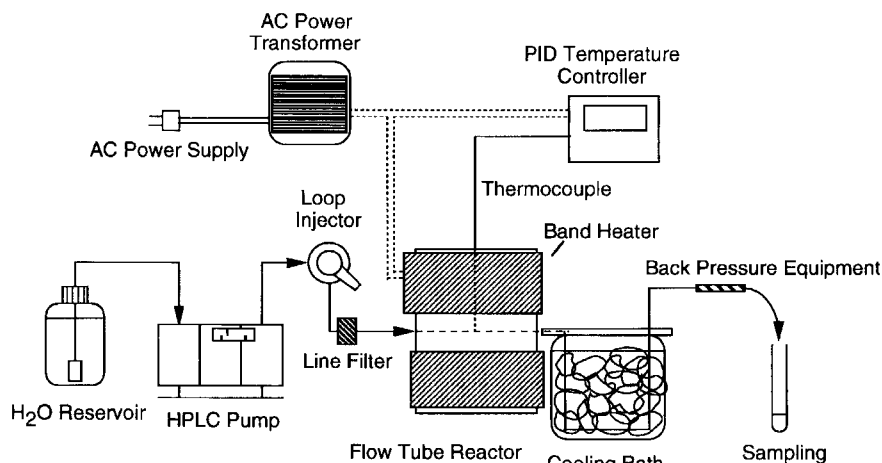 AC Power
Transformer
PID Temperature
Controller
AC Power Supply
Thermocouple
Loop
Injector
Band Heater
Back Pressure Equipment
Line Filter
H₂O Reservoir
HPLC Pump
Flow Tube Reactor
Cooling Bath
Sampling